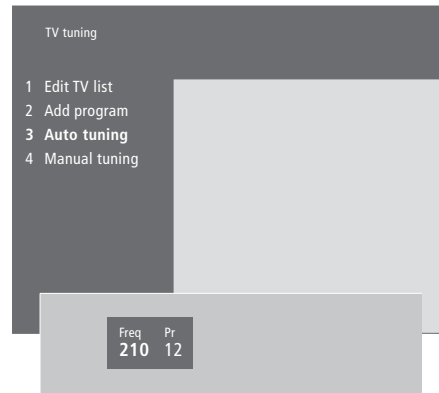 TV tuning
1 Edit TV list
2 Add program
3 Auto tuning
4 Manual tuning
Freq Pr
210 12